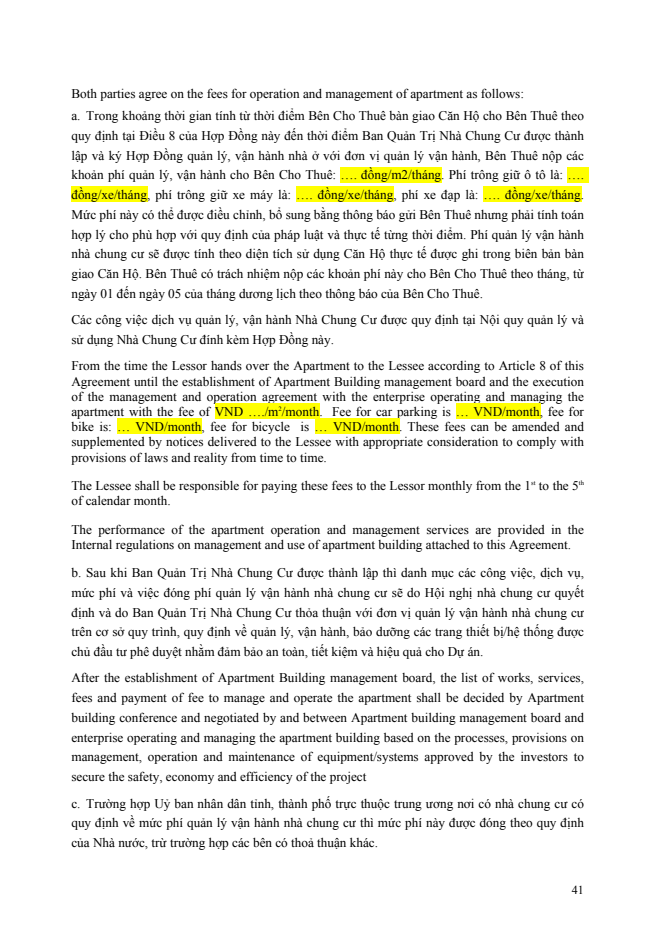 Both parties agree on the fees for operation and management of apartment as follows:
a. Trong khoảng thời gian tính từ thời điểm Bên Cho Thuê bàn giao Căn Hộ cho Bên Thuê theo
quy định tại Điều 8 của Hợp Đồng này đến thời điểm Ban Quản Trị Nhà Chung Cư được thành
lập và ký Hợp Đồng quản lý, vận hành nhà ở với đơn vị quản lý vận hành, Bên Thuê nộp các
khoản phí quản lý, vận hành cho Bên Cho Thuê: …. đồng/m2/tháng. Phí trông giữ ô tô là: ….
đồng/xe/tháng, phí trông giữ xe máy là: …. đồng/xe/tháng, phí xe đạp là: …. đồng/xe/tháng.
Mức phí này có thể được điều chỉnh, bổ sung bằng thông báo gửi Bên Thuê nhưng phải tính toán
hợp lý cho phù hợp với quy định của pháp luật và thực tế từng thời điểm. Phí quản lý vận hành
nhà chung cư sẽ được tính theo diện tích sử dụng Căn Hộ thực tế được ghi trong biên bản bàn
giao Căn Hộ. Bên Thuê có trách nhiệm nộp các khoản phí này cho Bên Cho Thuê theo tháng, từ
ngày 01 đến ngày 05 của tháng dương lịch theo thông báo của Bên Cho Thuê.
Các công việc dịch vụ quản lý, vận hành Nhà Chung Cư được quy định tại Nội quy quản lý và
sử dụng Nhà Chung Cư đính kèm Hợp Đồng này.
From the time the Lessor hands over the Apartment to the Lessee according to Article 8 of this
Agreement until the establishment of Apartment Building management board and the execution
of the management and operation agreement with the enterprise operating and managing the
apartment with the fee of VND …./m²/month. Fee for car parking is … VND/month, fee for
bike is: … VND/month, fee for bicycle is … VND/month. These fees can be amended and
supplemented by notices delivered to the Lessee with appropriate consideration to comply with
provisions of laws and reality from time to time.
The Lessee shall be responsible for paying these fees to the Lessor monthly from the 1st to the 5th
of calendar month.
The performance of the apartment operation and management services are provided in the
Internal regulations on management and use of apartment building attached to this Agreement.
b. Sau khi Ban Quản Trị Nhà Chung Cư được thành lập thì danh mục các công việc, dịch vụ,
mức phí và việc đóng phí quản lý vận hành nhà chung cư sẽ do Hội nghị nhà chung cư quyết
định và do Ban Quản Trị Nhà Chung Cư thỏa thuận với đơn vị quản lý vận hành nhà chung cư
trên cơ sở quy trình, quy định về quản lý, vận hành, bảo dưỡng các trang thiết bị/hệ thống được
chủ đầu tư phê duyệt nhằm đảm bảo an toàn, tiết kiệm và hiệu quả cho Dự án.
After the establishment of Apartment Building management board, the list of works, services,
fees and payment of fee to manage and operate the apartment shall be decided by Apartment
building conference and negotiated by and between Apartment building management board and
enterprise operating and managing the apartment building based on the processes, provisions on
management, operation and maintenance of equipment/systems approved by the investors to
secure the safety, economy and efficiency of the project
c. Trường hợp Uỷ ban nhân dân tỉnh, thành phố trực thuộc trung ương nơi có nhà chung cư có
quy định về mức phí quản lý vận hành nhà chung cư thì mức phí này được đóng theo quy định
của Nhà nước, trừ trường hợp các bên có thoả thuận khác.
41